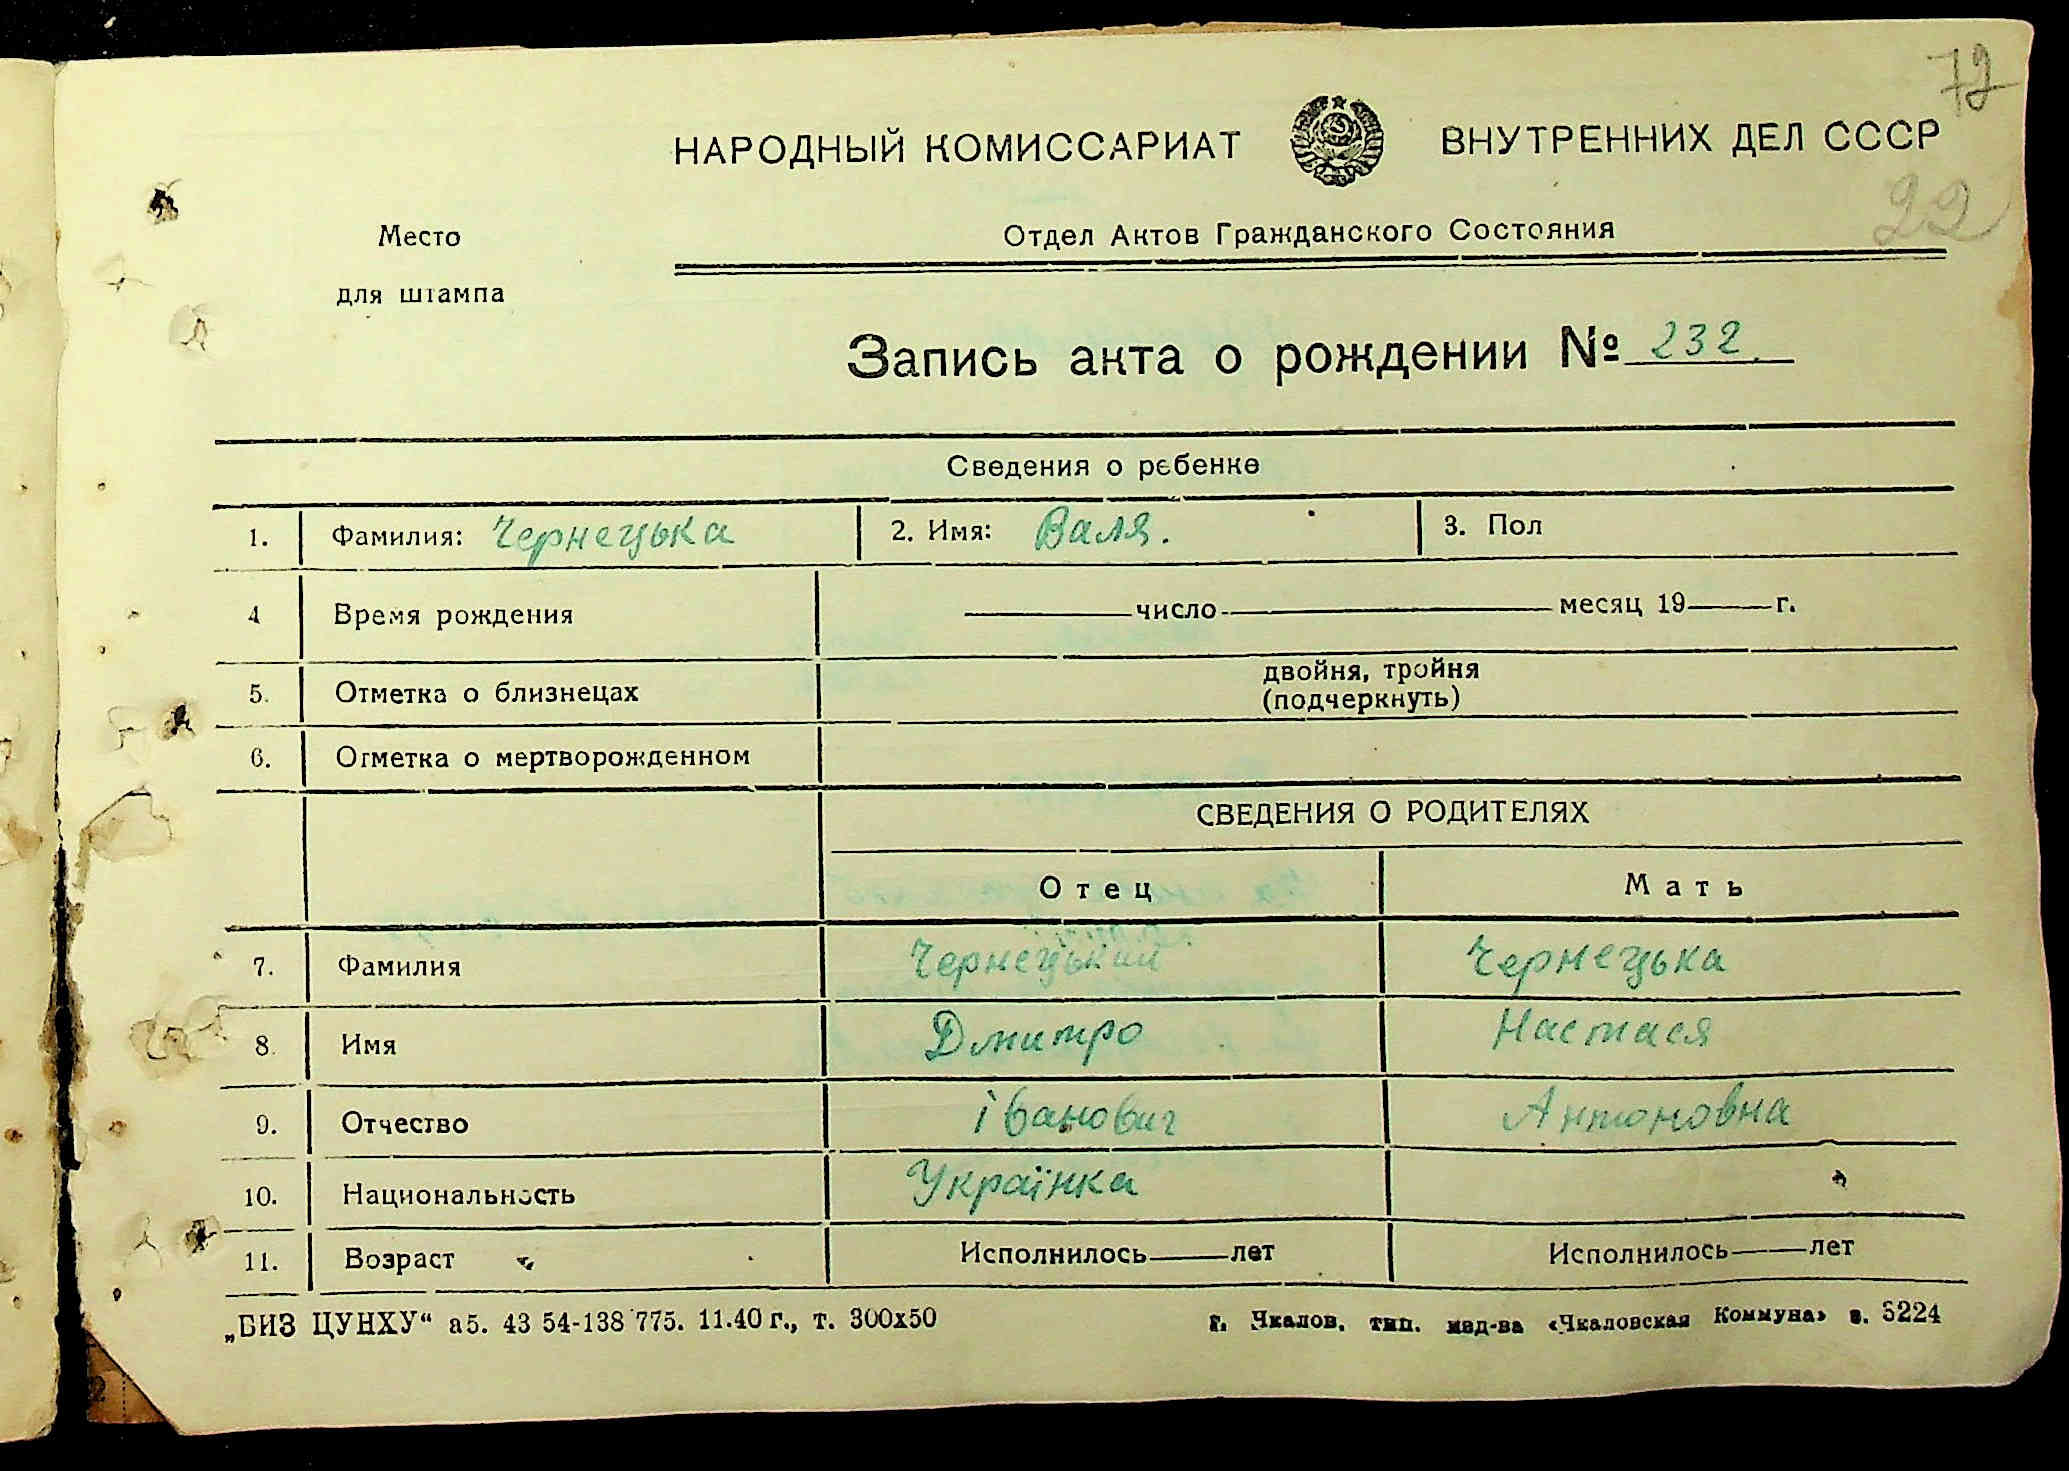 72
НАРОДНЫЙ КОМИССАРИАТ ВНУТРЕННИХ ДЕЛ СССР
22
Место
для штампа
Отдел Актов Гражданского Состояния
Запись акта о рождении № 232.
Сведения о ребенке
1. Фамилия: Чернецька 2. Имя: Валя. 3. Пол
4 Время рождения ———число———месяц 19——г.
5. Отметка о близнецах двойня, тройня
(подчеркнуть)
6. Отметка о мертворожденном
СВЕДЕНИЯ О РОДИТЕЛЯХ
Отец Мать
7. Фамилия Чернецький Чернецька
8. Имя Дмитро Настася
9. Отчество Іванович Антоновна
10. Национальность Українка
11. Возраст Исполнилось——лет Исполнилось——лет
„БИЗ ЦУНХУ“ а5. 43 54-138 775. 11.40 г., т. 300х50 г. Чкалов, тип. изд-ва «Чкаловская Коммуна» з. 6224